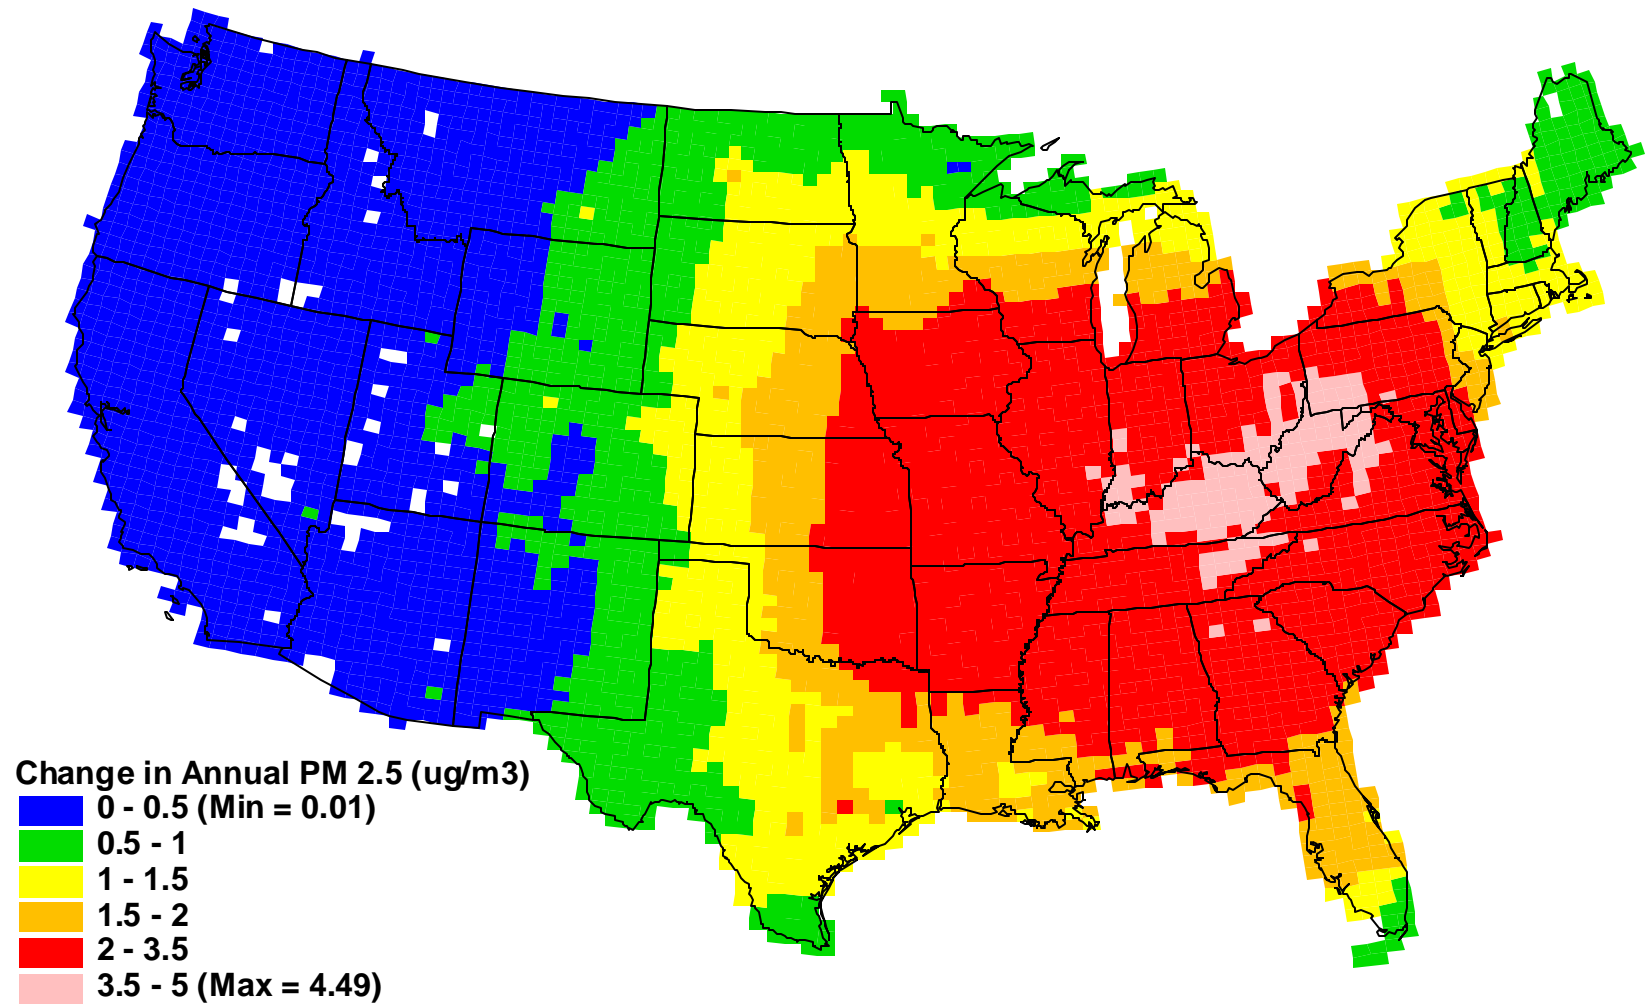 Change in Annual PM 2.5 (ug/m3)
0 - 0.5 (Min = 0.01)
0.5 - 1
1 - 1.5
1.5 - 2
2 - 3.5
3.5 - 5 (Max = 4.49)